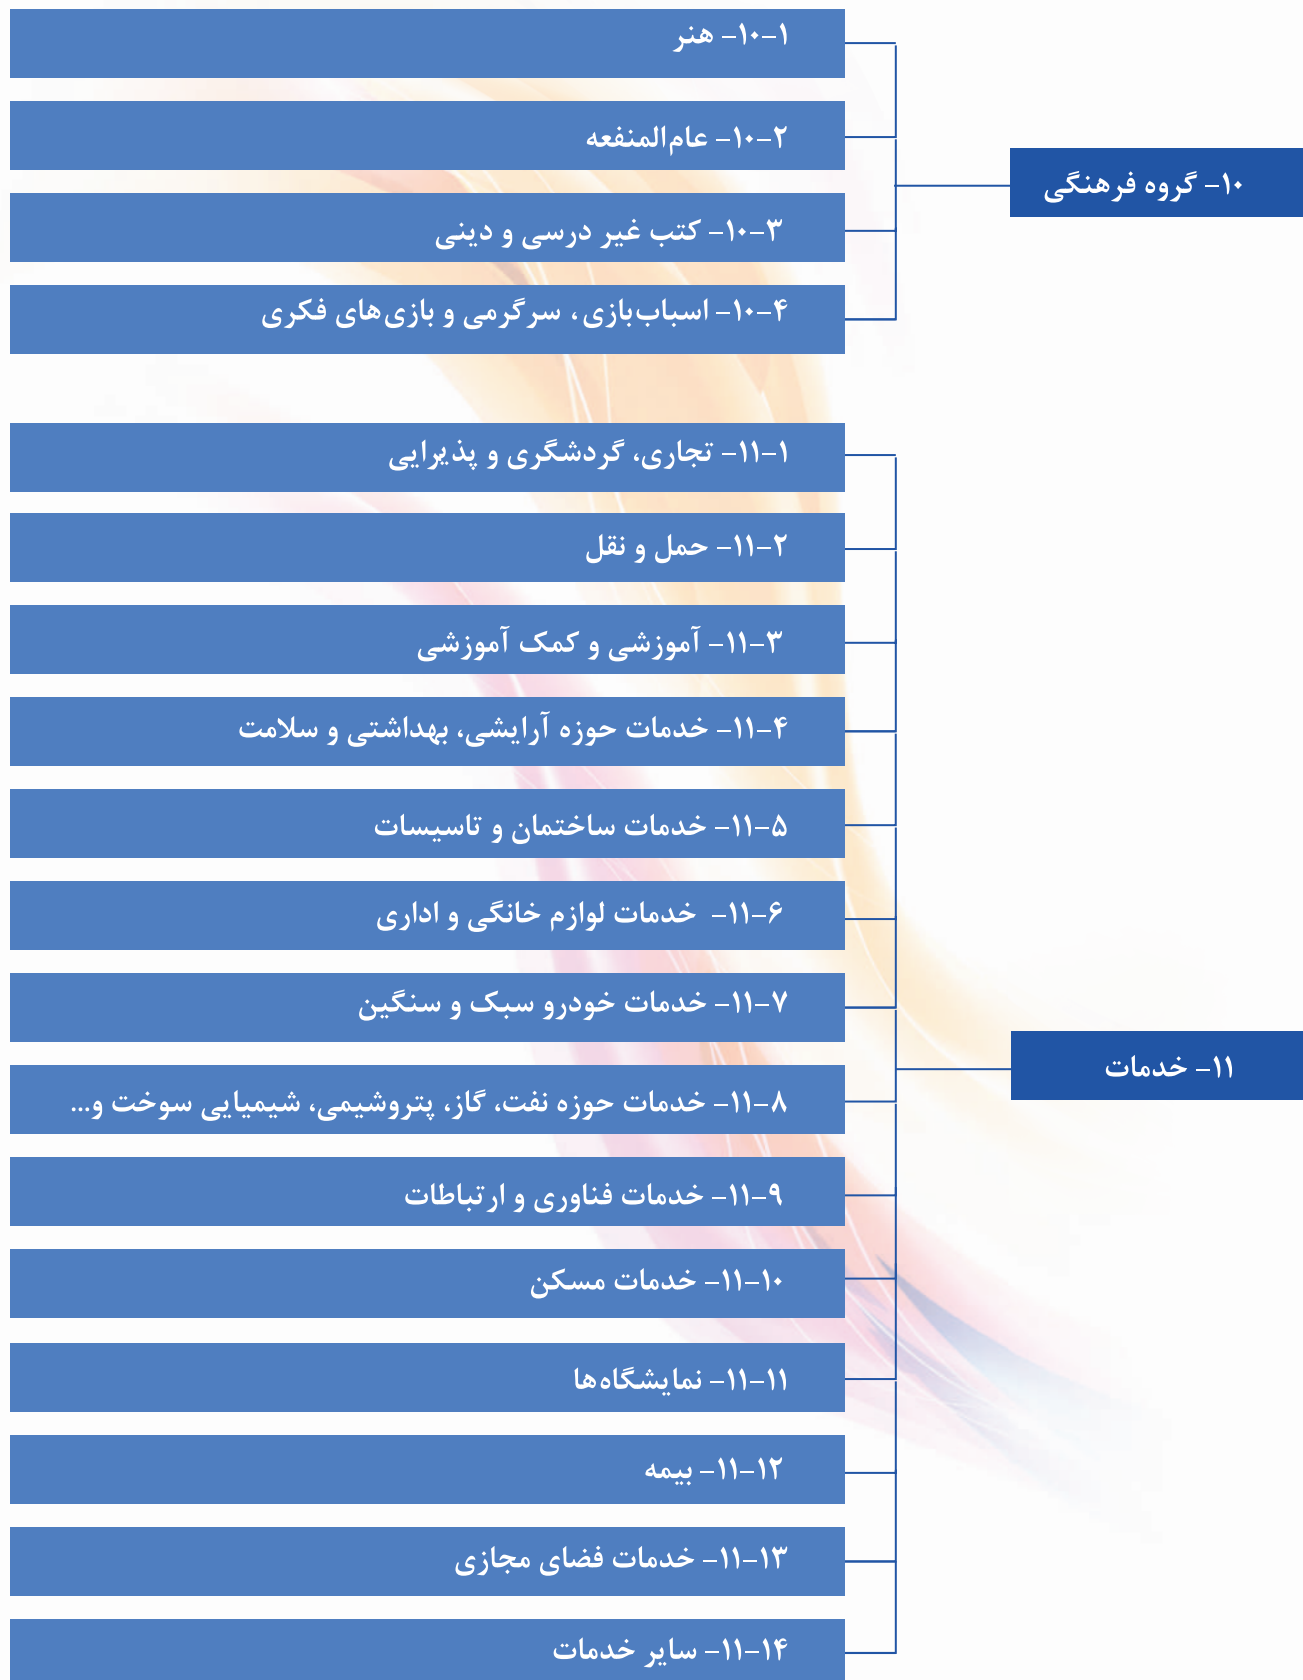 ۱۰- گروه فرهنگی
۱۰-۱- هنر
۱۰-۲- عام‌المنفعه
۱۰-۳- کتب غیر درسی و دینی
۱۰-۴- اسباب‌بازی، سرگرمی و بازی‌های فکری
۱۱- خدمات
۱۱-۱- تجاری، گردشگری و پذیرایی
۱۱-۲- حمل و نقل
۱۱-۳- آموزشی و کمک آموزشی
۱۱-۴- خدمات حوزه آرایشی، بهداشتی و سلامت
۱۱-۵- خدمات ساختمان و تاسیسات
۱۱-۶- خدمات لوازم خانگی و اداری
۱۱-۷- خدمات خودرو سبک و سنگین
۱۱-۸- خدمات حوزه نفت، گاز، پتروشیمی، شیمیایی سوخت و...
۱۱-۹- خدمات فناوری و ارتباطات
۱۱-۱۰- خدمات مسکن
۱۱-۱۱- نمایشگاه‌ها
۱۱-۱۲- بیمه
۱۱-۱۳- خدمات فضای مجازی
۱۱-۱۴- سایر خدمات